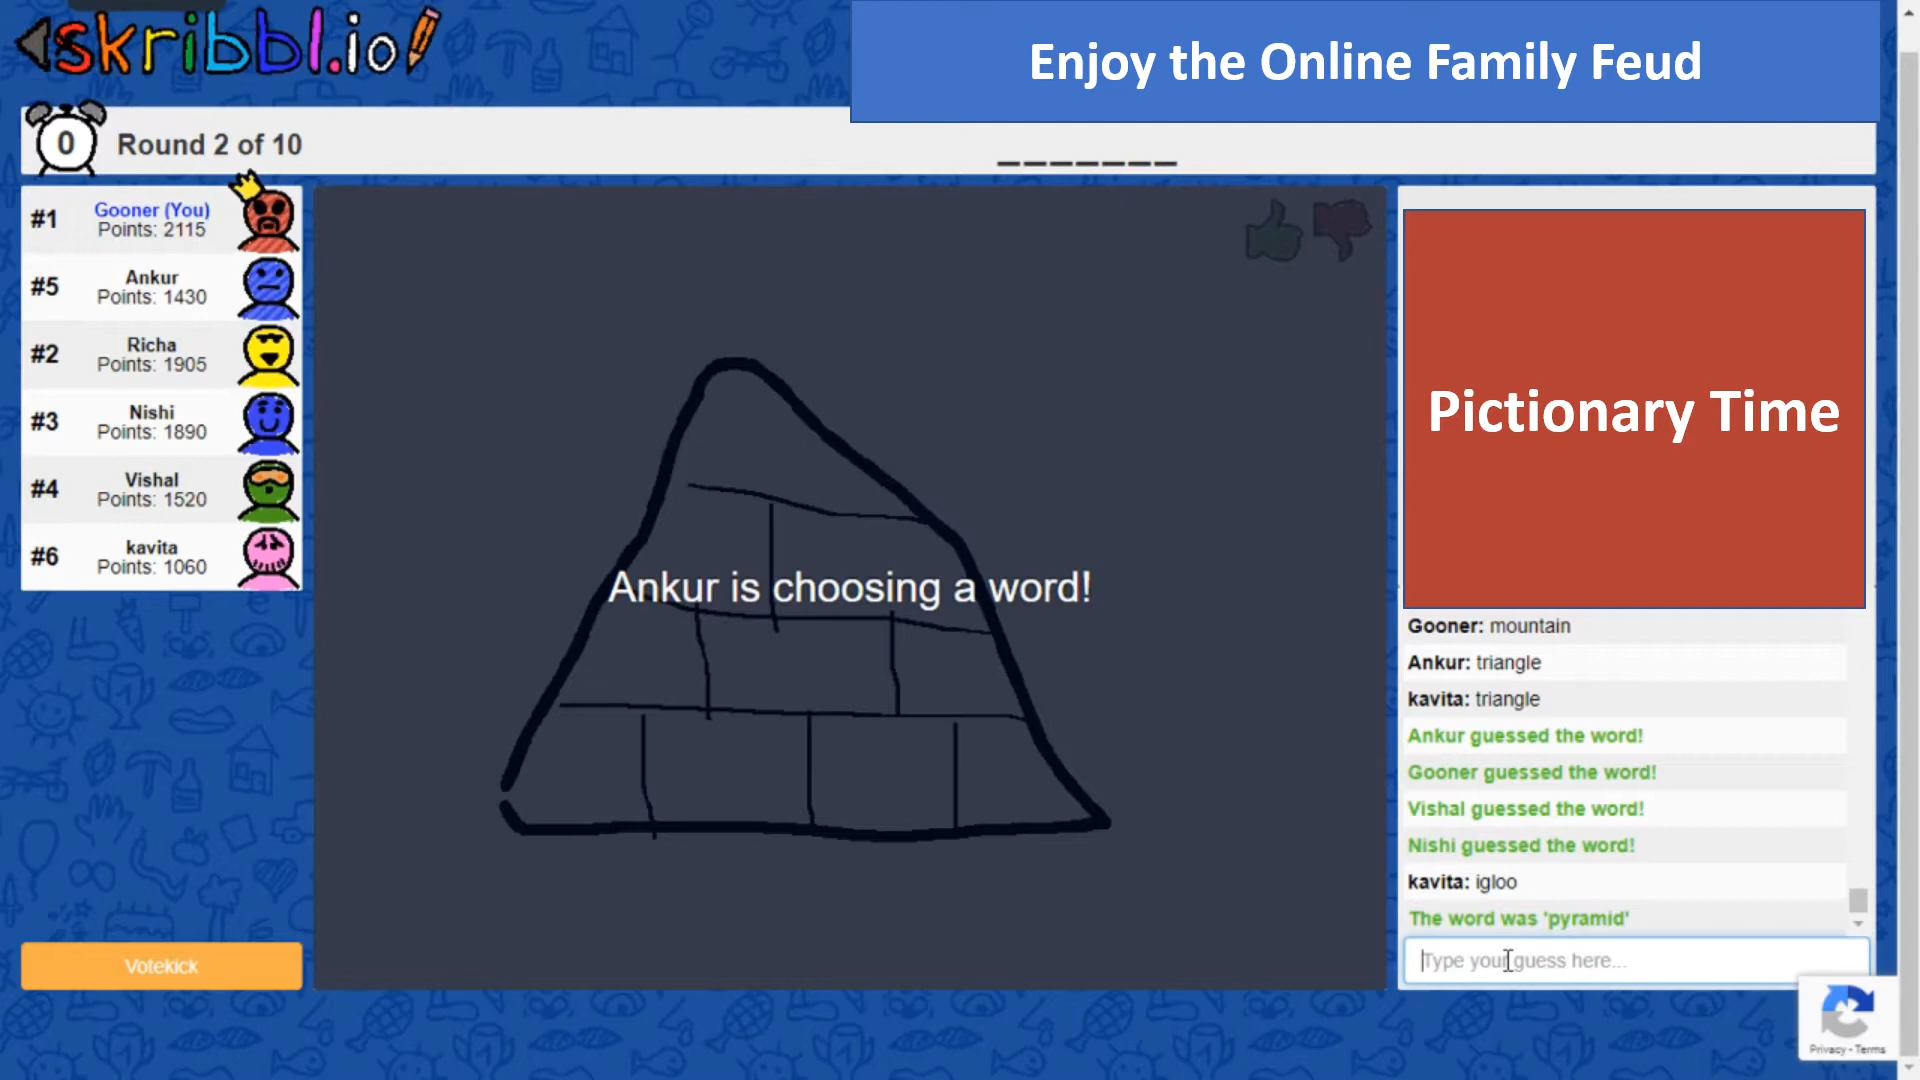 skribbl.io
Enjoy the Online Family Feud
0
Round 2 of 10
_______
#1
Gooner (You)
Points: 2115
#5
Ankur
Points: 1430
#2
Richa
Points: 1905
#3
Nishi
Points: 1890
#4
Vishal
Points: 1520
#6
kavita
Points: 1060
Votekick
Ankur is choosing a word!
Pictionary Time
Gooner: mountain
Ankur: triangle
kavita: triangle
Ankur guessed the word!
Gooner guessed the word!
Vishal guessed the word!
Nishi guessed the word!
kavita: igloo
The word was 'pyramid'
Type your guess here...
Privacy - Terms